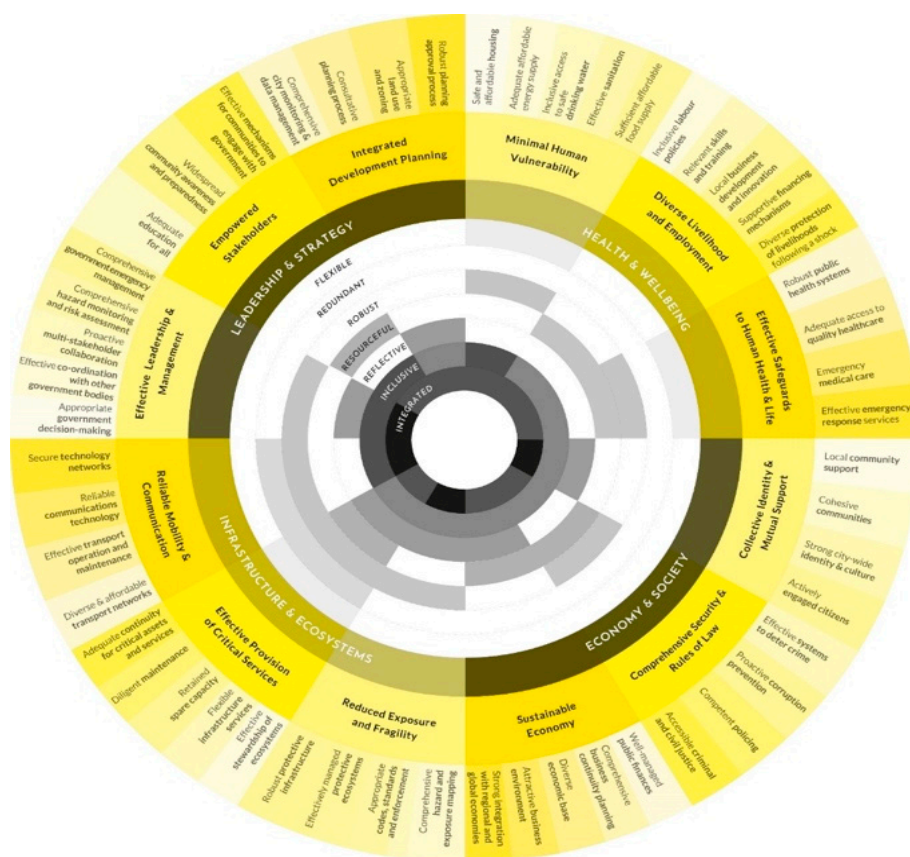 Safe and
affordable housing
Adequate affordable
energy supply
Inclusive access
to safe
drinking water
Effective sanitation
Sufficient affordable
food supply
Minimal Human
Vulnerability
Inclusive labour
policies
Relevant skills
and training
Local business
development
and innovation
Supportive financing
mechanisms
Diverse protection
of livelihoods
following a shock
Diverse Livelihood
and Employment
Robust public
health systems
Adequate access to
quality healthcare
Emergency
medical care
Effective emergency
response services
Effective Safeguards
to Human Health & Life
HEALTH & WELLBEING
Local community
support
Cohesive
communities
Strong city-wide
identity & culture
Actively
engaged citizens
Collective Identity &
Mutual Support
Effective systems
to deter crime
Proactive corruption
prevention
Competent policing
Accessible criminal
and civil justice
Comprehensive Security &
Rules of Law
Well-managed
public finances
Comprehensive
business
continuity planning
Diverse
economic base
Attractive business
environment
Strong integration
with regional and
global economies
Sustainable
Economy
ECONOMY & SOCIETY
Comprehensive
hazard and
exposure mapping
Appropriate
codes, standards
and enforcement
Effectively managed
protective
ecosystems
Robust protective
infrastructure
Reduced Exposure
and Fragility
Effective
stewardship of
ecosystems
Flexible
infrastructure
services
Retained
spare capacity
Diligent maintenance
Adequate continuity
for critical assets
and services
Effective Provision
of Critical Services
Diverse & affordable
transport networks
Effective transport
operation and
maintenance
Reliable
communications
technology
Secure technology
networks
Reliable Mobility &
Communication
INFRASTRUCTURE & ECOSYSTEMS
Appropriate
government
decision-making
Effective co-ordination
with other
government bodies
Proactive
multi-stakeholder
collaboration
Comprehensive
hazard monitoring
and risk assessment
Comprehensive
government emergency
management
Effective Leadership &
Management
Adequate
education
for all
Widespread
community awareness
and preparedness
Effective mechanisms
for communities to
engage with
government
Empowered
Stakeholders
Comprehensive
city monitoring &
data management
Consultative
planning process
Appropriate
land use
and zoning
Robust planning
approval process
Integrated
Development Planning
LEADERSHIP & STRATEGY
FLEXIBLE
REDUNDANT
ROBUST
RESOURCEFUL
REFLECTIVE
INCLUSIVE
INTEGRATED